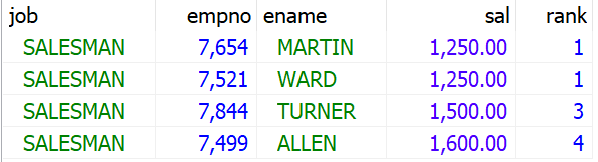 job empno ename sal rank
SALESMAN 7,654 MARTIN 1,250.00 1
SALESMAN 7,521 WARD 1,250.00 1
SALESMAN 7,844 TURNER 1,500.00 3
SALESMAN 7,499 ALLEN 1,600.00 4